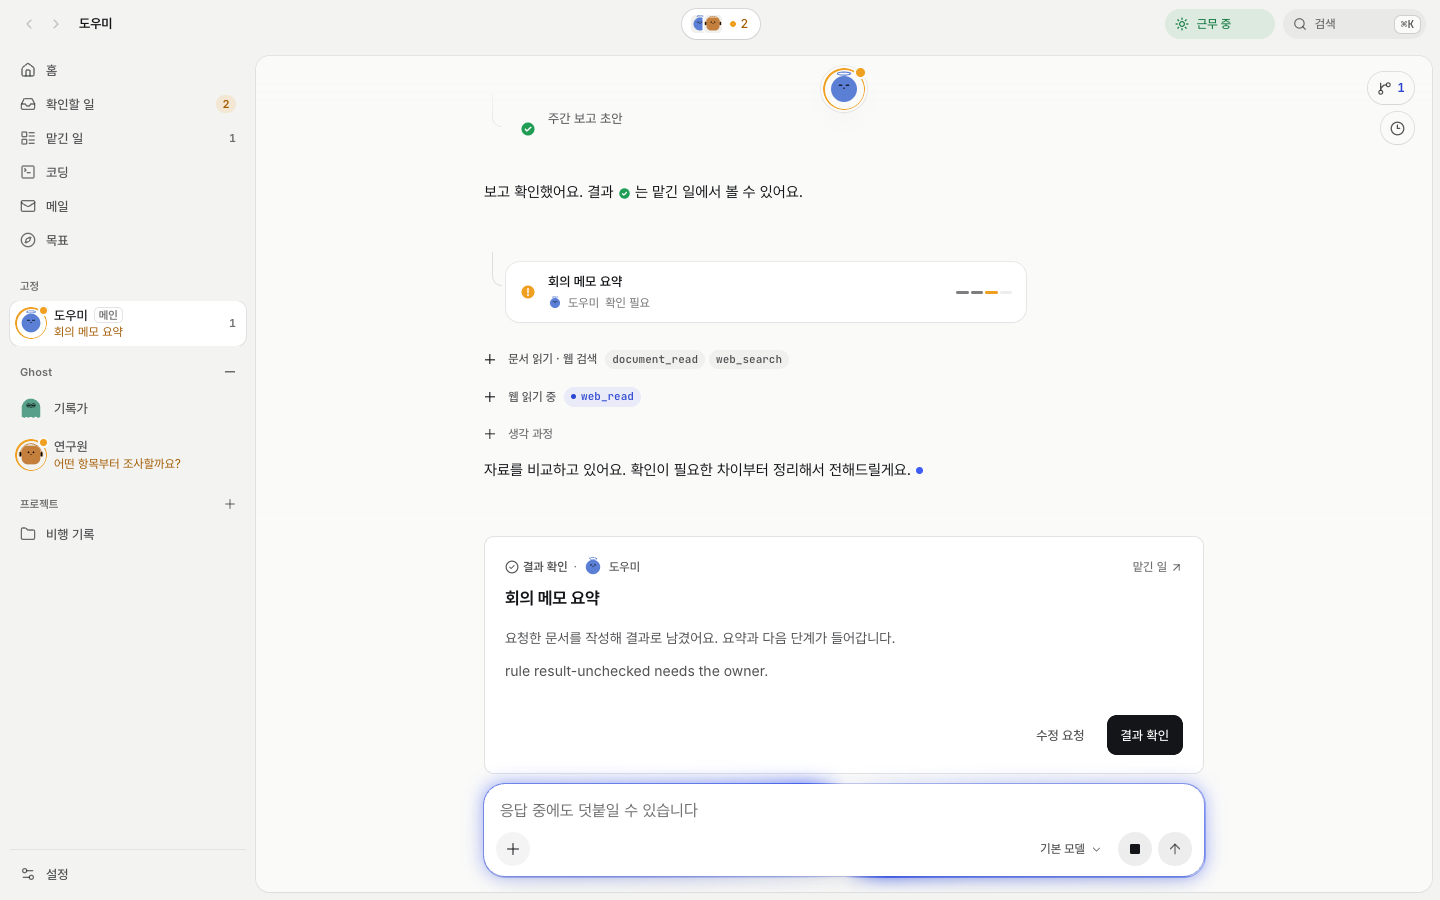 도우미
2
근무 중
검색
⌘K
홈
확인할 일
2
맡긴 일
1
코딩
메일
목표
고정
도우미 메인
회의 메모 요약
1
Ghost
기록가
연구원
어떤 항목부터 조사할까요?
프로젝트
비행 기록
설정
1
주간 보고 초안
보고 확인했어요. 결과 는 맡긴 일에서 볼 수 있어요.
회의 메모 요약
도우미 확인 필요
문서 읽기 · 웹 검색 document_read web_search
웹 읽기 중 web_read
생각 과정
자료를 비교하고 있어요. 확인이 필요한 차이부터 정리해서 전해드릴게요.
결과 확인 · 도우미
맡긴 일
회의 메모 요약
요청한 문서를 작성해 결과로 남겼어요. 요약과 다음 단계가 들어갑니다.
rule result-unchecked needs the owner.
수정 요청
결과 확인
응답 중에도 덧붙일 수 있습니다
기본 모델